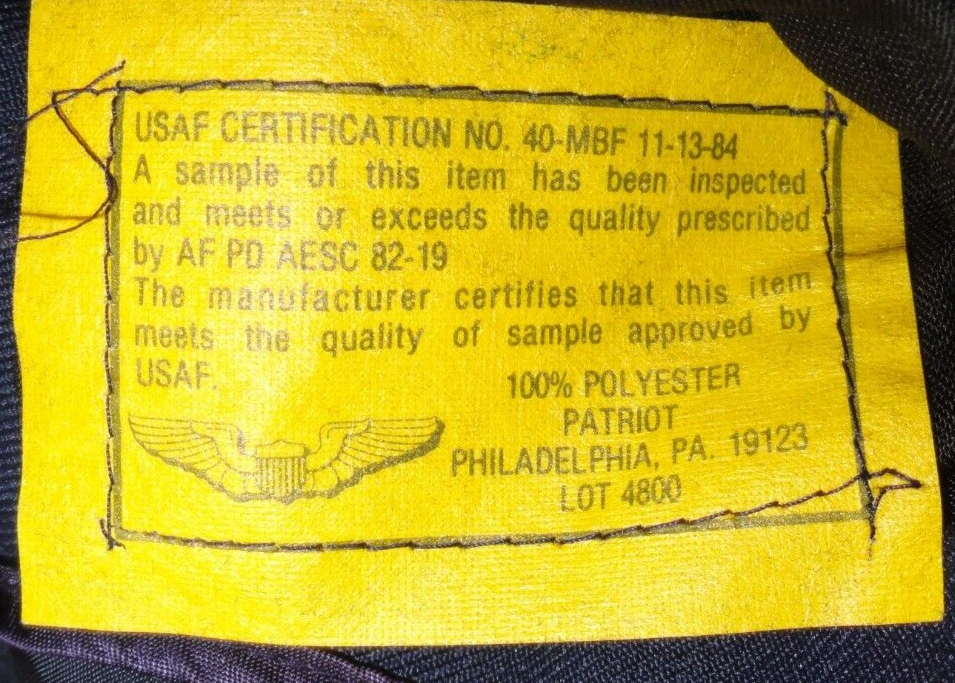 USAF CERTIFICATION NO. 40-MBF 11-13-84
A sample of this item has been inspected
and meets or exceeds the quality prescribed
by AF PD AESC 82-19
The manufacturer certifies that this item
meets the quality of sample approved by
USAF.
100% POLYESTER
PATRIOT
PHILADELPHIA, PA. 19123
LOT 4800